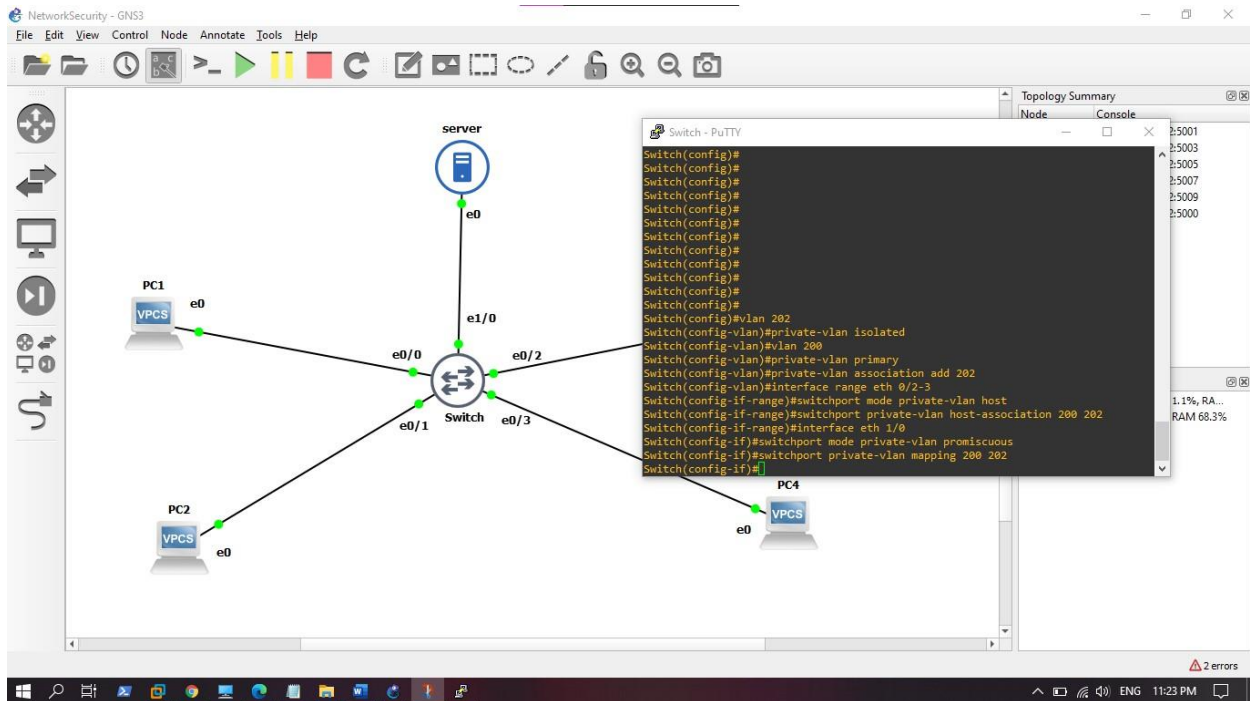 NetworkSecurity - GNS3
File Edit View Control Node Annotate Tools Help
Topology Summary
Node Console
2:5001
2:5003
2:5005
2:5007
2:5009
2:5000
server
e0
PC1
VPCS
e0
e1/0
e0/0
e0/2
Switch
e0/1
e0/3
PC2
VPCS
e0
PC4
VPCS
e0
Switch - PuTTY
Switch(config)#
Switch(config)#
Switch(config)#
Switch(config)#
Switch(config)#
Switch(config)#
Switch(config)#
Switch(config)#
Switch(config)#
Switch(config)#
Switch(config)#
Switch(config)#
Switch(config)#vlan 202
Switch(config-vlan)#private-vlan isolated
Switch(config-vlan)#vlan 200
Switch(config-vlan)#private-vlan primary
Switch(config-vlan)#private-vlan association add 202
Switch(config-vlan)#interface range eth 0/2-3
Switch(config-if-range)#switchport mode private-vlan host
Switch(config-if-range)#switchport private-vlan host-association 200 202
Switch(config-if-range)#interface eth 1/0
Switch(config-if)#switchport mode private-vlan promiscuous
Switch(config-if)#switchport private-vlan mapping 200 202
Switch(config-if)#
1.1%, RA...
RAM 68.3%
2 errors
ENG 11:23 PM